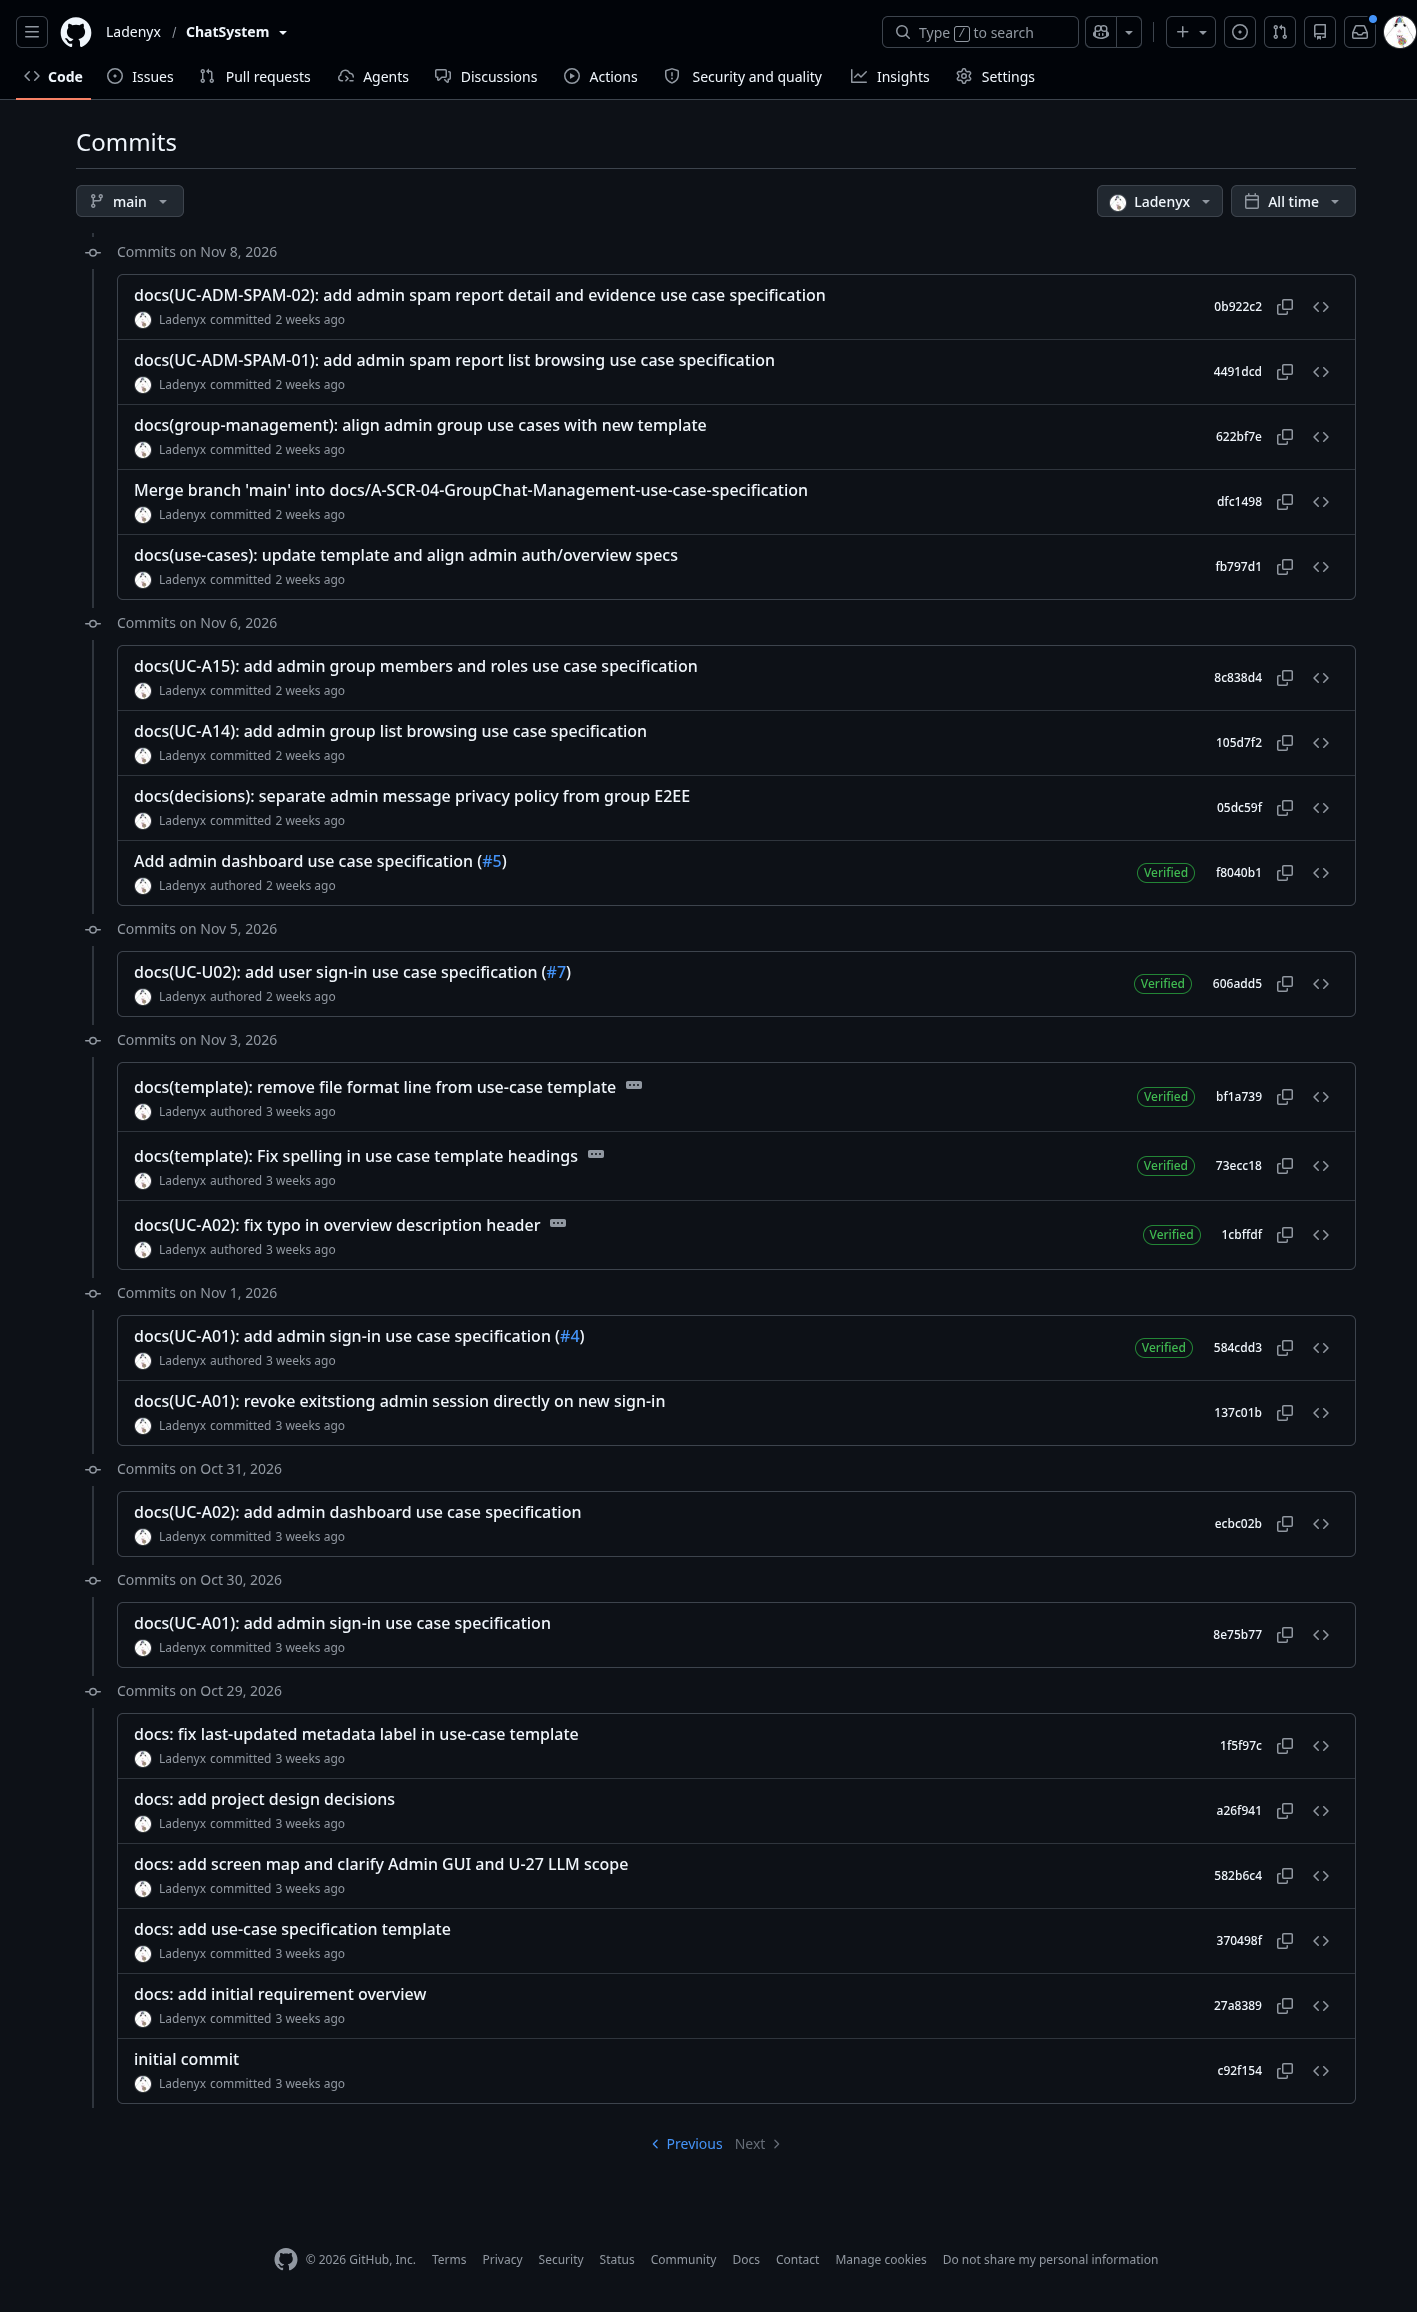 Ladenyx / ChatSystem
Type / to search
Code
Issues
Pull requests
Agents
Discussions
Actions
Security and quality
Insights
Settings
Commits
main
Ladenyx
All time
Commits on Nov 8, 2026
docs(UC-ADM-SPAM-02): add admin spam report detail and evidence use case specification
Ladenyx committed 2 weeks ago
0b922c2
docs(UC-ADM-SPAM-01): add admin spam report list browsing use case specification
Ladenyx committed 2 weeks ago
4491dcd
docs(group-management): align admin group use cases with new template
Ladenyx committed 2 weeks ago
622bf7e
Merge branch 'main' into docs/A-SCR-04-GroupChat-Management-use-case-specification
Ladenyx committed 2 weeks ago
dfc1498
docs(use-cases): update template and align admin auth/overview specs
Ladenyx committed 2 weeks ago
fb797d1
Commits on Nov 6, 2026
docs(UC-A15): add admin group members and roles use case specification
Ladenyx committed 2 weeks ago
8c838d4
docs(UC-A14): add admin group list browsing use case specification
Ladenyx committed 2 weeks ago
105d7f2
docs(decisions): separate admin message privacy policy from group E2EE
Ladenyx committed 2 weeks ago
05dc59f
Add admin dashboard use case specification (#5)
Ladenyx authored 2 weeks ago
Verified
f8040b1
Commits on Nov 5, 2026
docs(UC-U02): add user sign-in use case specification (#7)
Ladenyx authored 2 weeks ago
Verified
606add5
Commits on Nov 3, 2026
docs(template): remove file format line from use-case template
Ladenyx authored 3 weeks ago
Verified
bf1a739
docs(template): Fix spelling in use case template headings
Ladenyx authored 3 weeks ago
Verified
73ecc18
docs(UC-A02): fix typo in overview description header
Ladenyx authored 3 weeks ago
Verified
1cbffdf
Commits on Nov 1, 2026
docs(UC-A01): add admin sign-in use case specification (#4)
Ladenyx authored 3 weeks ago
Verified
584cdd3
docs(UC-A01): revoke exitstiong admin session directly on new sign-in
Ladenyx committed 3 weeks ago
137c01b
Commits on Oct 31, 2026
docs(UC-A02): add admin dashboard use case specification
Ladenyx committed 3 weeks ago
ecbc02b
Commits on Oct 30, 2026
docs(UC-A01): add admin sign-in use case specification
Ladenyx committed 3 weeks ago
8e75b77
Commits on Oct 29, 2026
docs: fix last-updated metadata label in use-case template
Ladenyx committed 3 weeks ago
1f5f97c
docs: add project design decisions
Ladenyx committed 3 weeks ago
a26f941
docs: add screen map and clarify Admin GUI and U-27 LLM scope
Ladenyx committed 3 weeks ago
582b6c4
docs: add use-case specification template
Ladenyx committed 3 weeks ago
370498f
docs: add initial requirement overview
Ladenyx committed 3 weeks ago
27a8389
initial commit
Ladenyx committed 3 weeks ago
c92f154
Previous Next
© 2026 GitHub, Inc. Terms Privacy Security Status Community Docs Contact Manage cookies Do not share my personal information